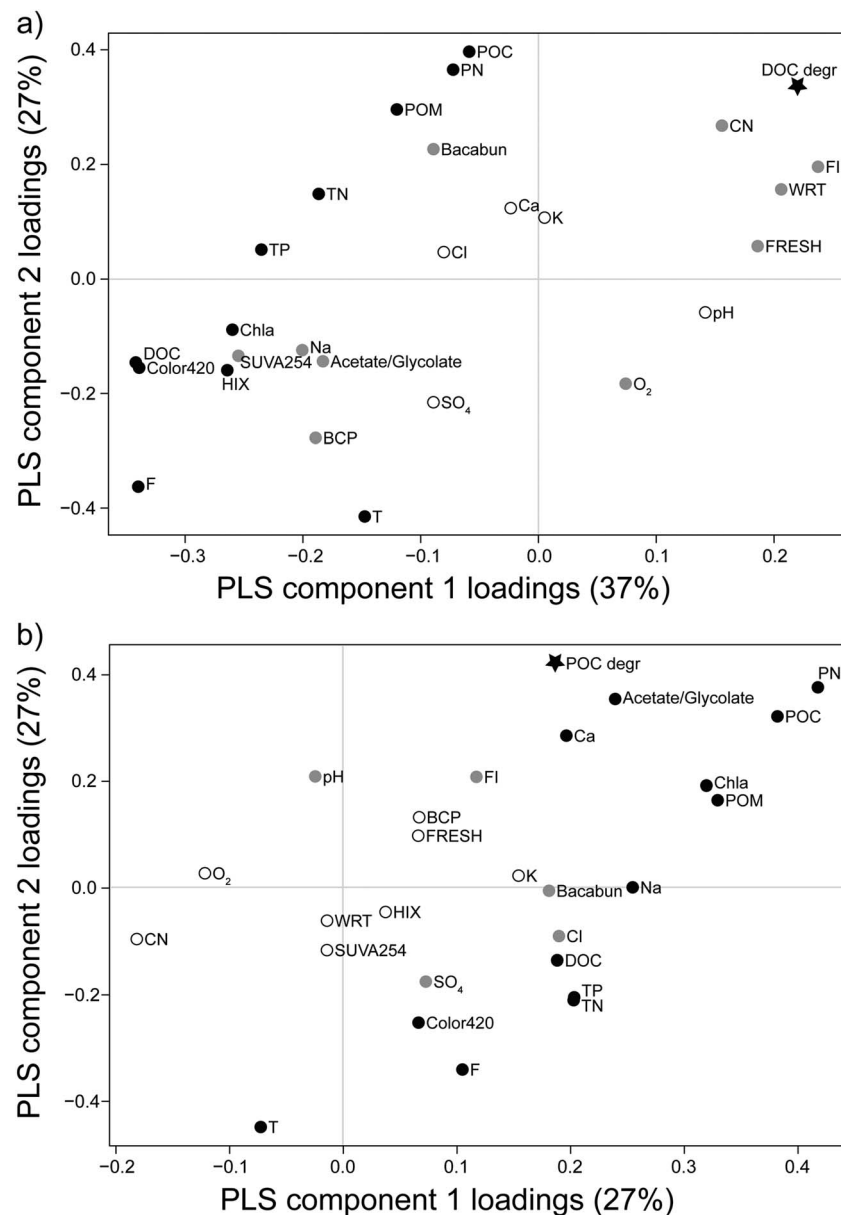 a)
PLS component 2 loadings (27%)
0.4
0.2
0.0
−0.2
−0.4
POC
PN
DOC degr
POM
CN
Bacabun
FI
WRT
TN
Ca
K
TP
Cl
FRESH
pH
Chla
DOC
Na
Color420
SUVA254
Acetate/Glycolate
HIX
O₂
SO₄
BCP
F
T
−0.3
−0.2
−0.1
0.0
0.1
0.2
PLS component 1 loadings (37%)
b)
PLS component 2 loadings (27%)
0.4
0.2
0.0
−0.2
−0.4
POC degr
PN
Acetate/Glycolate
POC
Ca
pH
FI
Chla
POM
BCP
FRESH
O₂
K
Bacabun
Na
CN
WRT
HIX
Cl
SUVA254
DOC
SO₄
TP
TN
Color420
F
T
−0.2
−0.1
0.0
0.1
0.2
0.3
0.4
PLS component 1 loadings (27%)